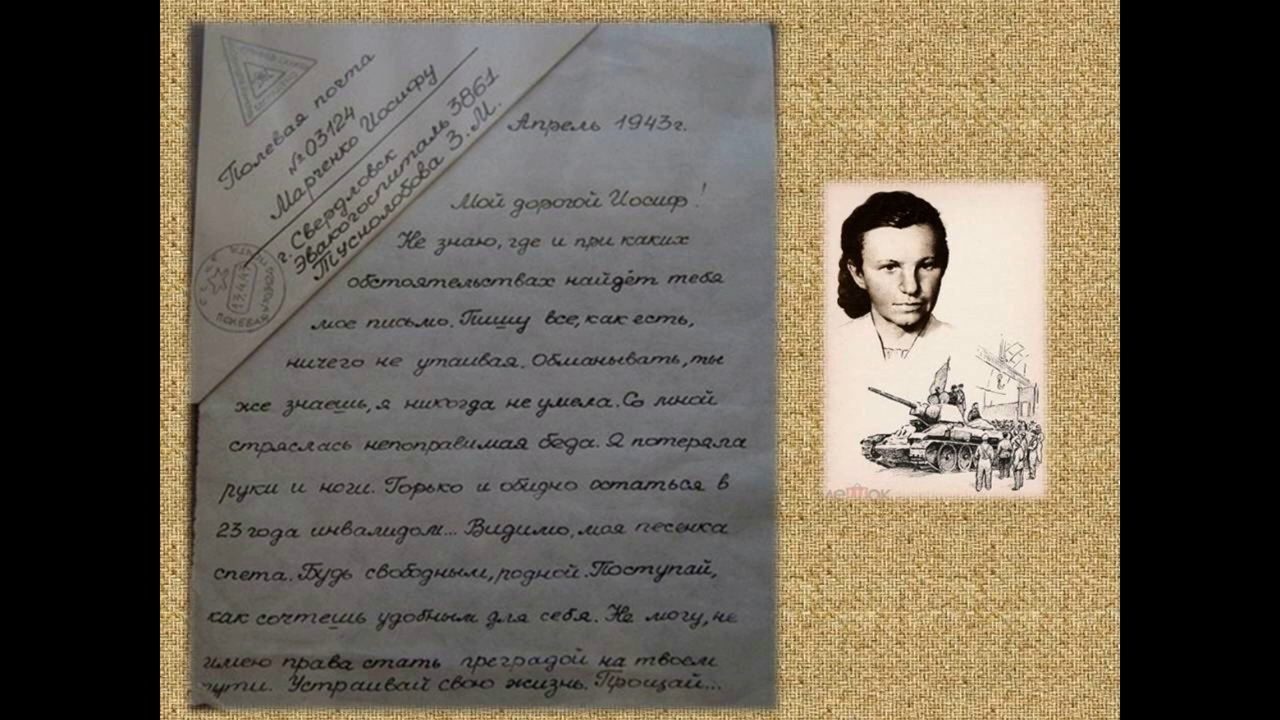 Полевая почта
№ 03124
Марченко Иосифу
г. Свердловск
Эвакогоспиталь 3861
Туснолобова З. М.
ПОЛЕВАЯ
Апрель 1943г.
Мой дорогой Иосиф!
Не знаю, где и при каких
обстоятельствах найдёт тебя
мое письмо. Пишу все, как есть,
ничего не утаивая. Обманывать, ты
же знаешь, я никогда не умела. Со мной
стряслась непоправимая беда. Я потеряла
руки и ноги. Горько и обидно остаться в
23 года инвалидом... Видимо, моя песенка
спета. Будь свободным, родной. Поступай,
как сочтешь удобным для себя. Не могу, не
имею права стать преградой на твоем
пути. Устраивай свою жизнь. Прощай...